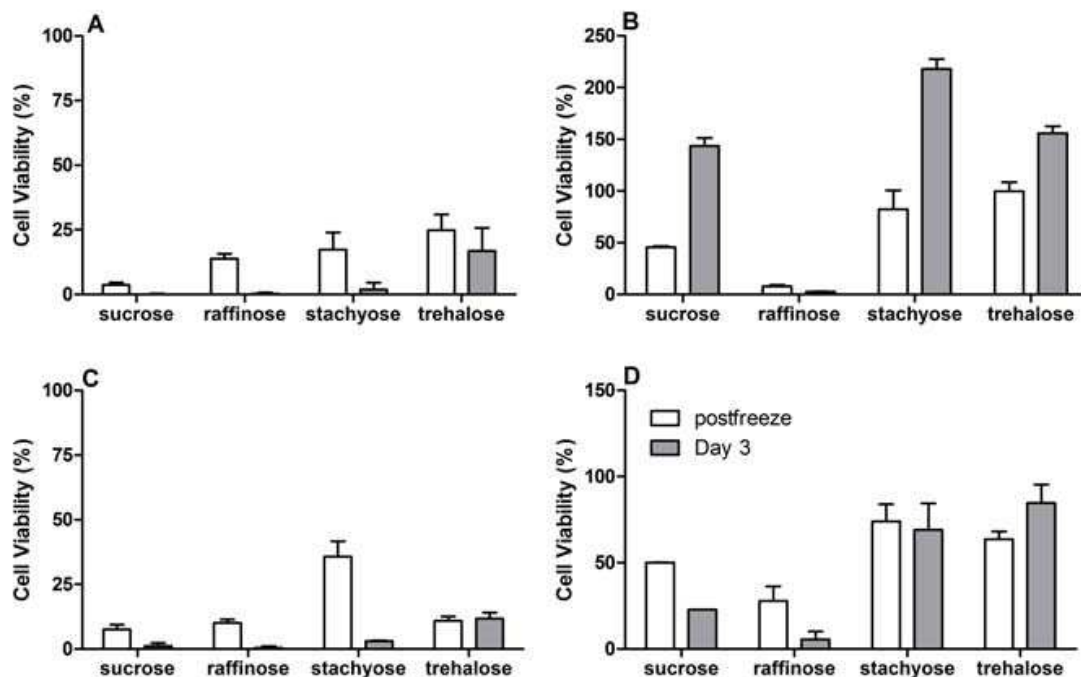 A
Cell Viability (%)
100
75
50
25
0
sucrose raffinose stachyose trehalose
B
Cell Viability (%)
250
200
150
100
50
0
sucrose raffinose stachyose trehalose
C
Cell Viability (%)
100
75
50
25
0
sucrose raffinose stachyose trehalose
D
Cell Viability (%)
150
100
50
0
postfreeze
Day 3
sucrose raffinose stachyose trehalose